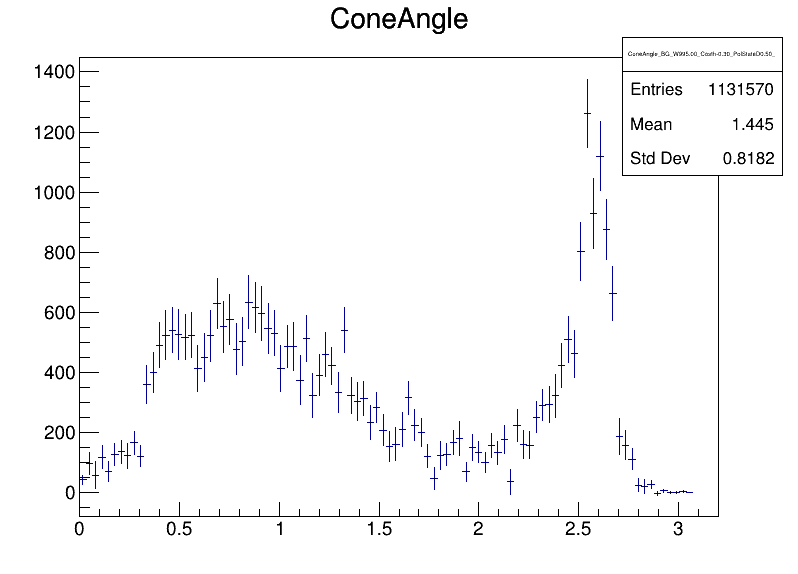 ConeAngle
ConeAngle_BG_W995.00_Costh-0.30_PolStateD0.50_
Entries 1131570
Mean 1.445
Std Dev 0.8182
1400
1200
1000
800
600
400
200
0
0 0.5 1 1.5 2 2.5 3